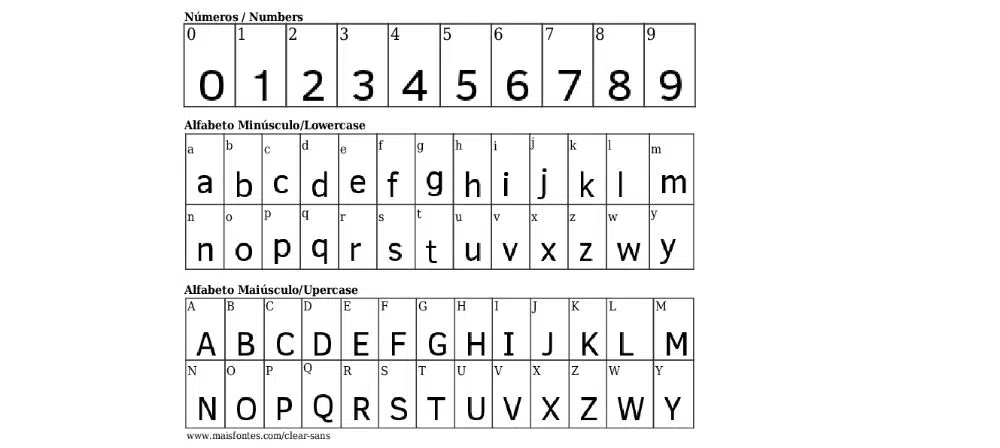 Números / Numbers
0 1 2 3 4 5 6 7 8 9
0 1 2 3 4 5 6 7 8 9
Alfabeto Minúsculo/Lowercase
a b c d e f g h i j k l m
a b c d e f g h i j k l m
n o p q r s t u v x z w y
n o p q r s t u v x z w y
Alfabeto Maiúsculo/Upercase
A B C D E F G H I J K L M
A B C D E F G H I J K L M
N O P Q R S T U V X Z W Y
N O P Q R S T U V X Z W Y
www.maisfontes.com/clear-sans